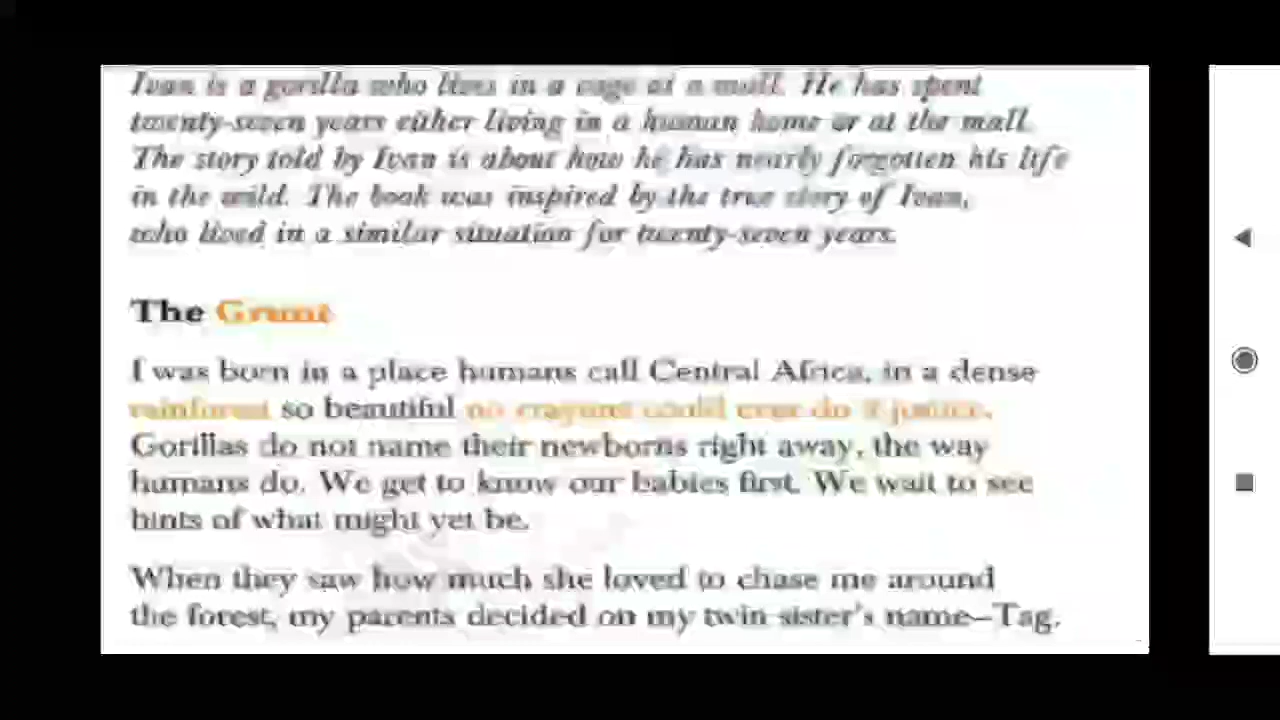 Ivan is a gorilla who lives in a cage at a mall. He has spent
twenty-seven years either living in a human home or at the mall.
The story told by Ivan is about how he has nearly forgotten his life
in the wild. The book was inspired by the true story of Ivan,
who lived in a similar situation for twenty-seven years.
The Grunt
I was born in a place humans call Central Africa, in a dense
rainforest so beautiful no crayons could ever do it justice.
Gorillas do not name their newborns right away, the way
humans do. We get to know our babies first. We wait to see
hints of what might yet be.
When they saw how much she loved to chase me around
the forest, my parents decided on my twin sister's name—Tag.